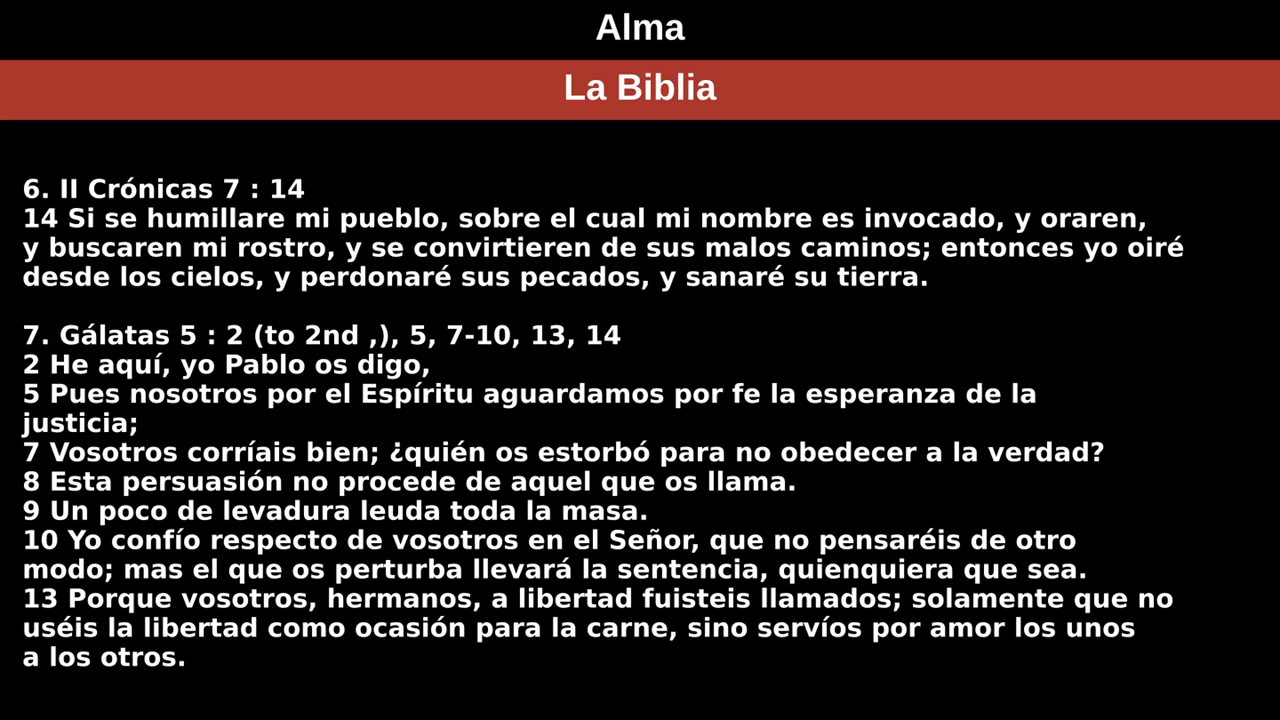 Alma
La Biblia
6. II Crónicas 7 : 14
14 Si se humillare mi pueblo, sobre el cual mi nombre es invocado, y oraren,
y buscaren mi rostro, y se convirtieren de sus malos caminos; entonces yo oiré
desde los cielos, y perdonaré sus pecados, y sanaré su tierra.
7. Gálatas 5 : 2 (to 2nd ,), 5, 7-10, 13, 14
2 He aquí, yo Pablo os digo,
5 Pues nosotros por el Espíritu aguardamos por fe la esperanza de la
justicia;
7 Vosotros corríais bien; ¿quién os estorbó para no obedecer a la verdad?
8 Esta persuasión no procede de aquel que os llama.
9 Un poco de levadura leuda toda la masa.
10 Yo confío respecto de vosotros en el Señor, que no pensaréis de otro
modo; mas el que os perturba llevará la sentencia, quienquiera que sea.
13 Porque vosotros, hermanos, a libertad fuisteis llamados; solamente que no
uséis la libertad como ocasión para la carne, sino servíos por amor los unos
a los otros.